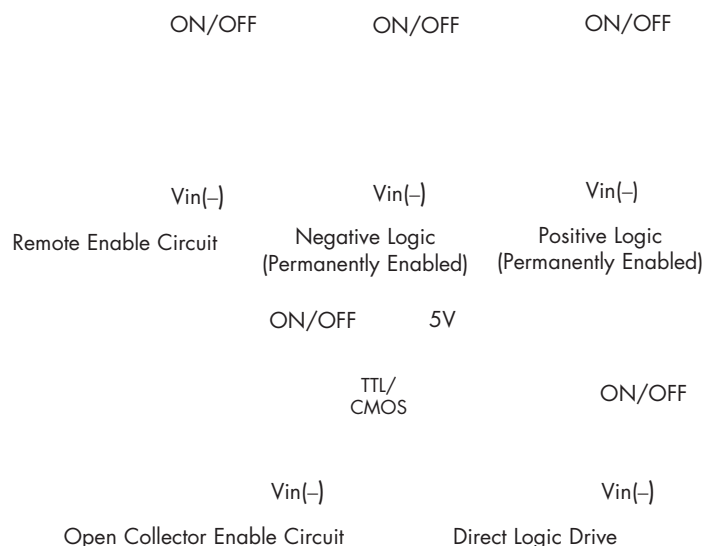 ON/OFF ON/OFF ON/OFF
Vin(–) Vin(–) Vin(–)
Remote Enable Circuit
Negative Logic
(Permanently Enabled)
Positive Logic
(Permanently Enabled)
ON/OFF 5V
TTL/
CMOS
ON/OFF
Vin(–) Vin(–)
Open Collector Enable Circuit
Direct Logic Drive